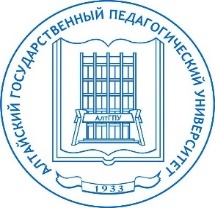 АЛТАЙСКИЙ ГОСУДАРСТВЕННЫЙ ПЕДАГОГИЧЕСКИЙ УНИВЕРСИТЕТ
АлтГПУ
1933